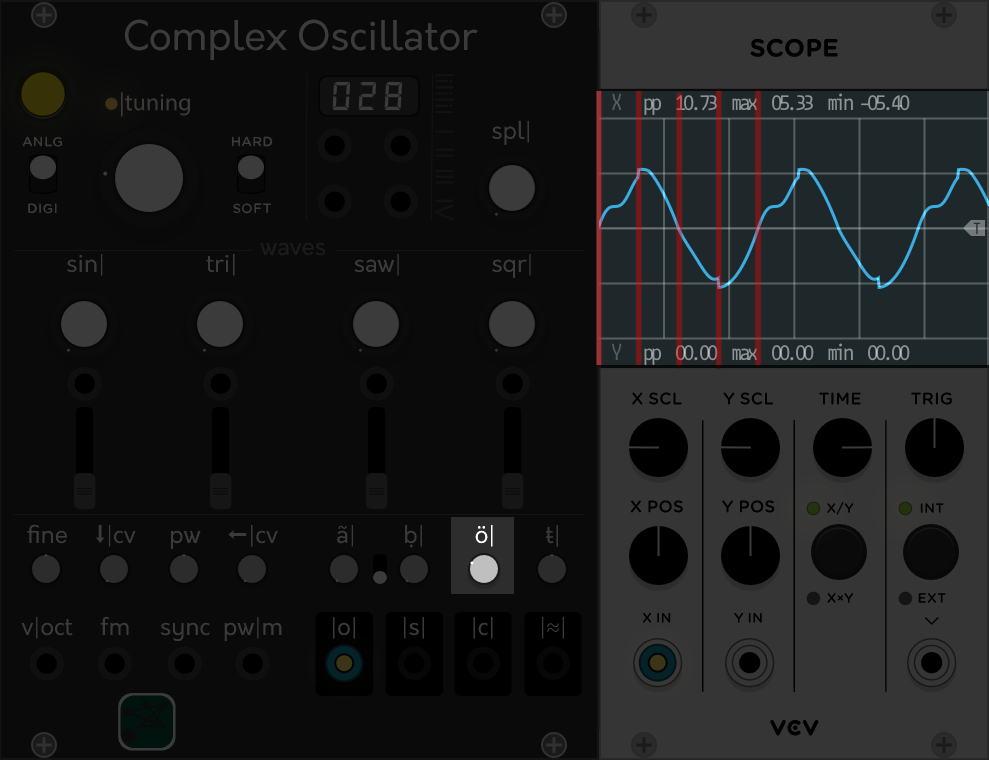 Complex Oscillator
SCOPE
|tuning
028
spl|
X pp 10.73 max 05.33 min -05.40
ANLG
DIGI
HARD
SOFT
T
waves
sin| tri| saw| sqr|
Y pp 00.00 max 00.00 min 00.00
X SCL Y SCL TIME TRIG
X POS Y POS X/Y INT
fine ↓|cv pw ←|cv ã| ḅ| ö| ŧ|
X×Y EXT
X IN Y IN
v|oct fm sync pw|m |o| |s| |c| |≈|
VCV